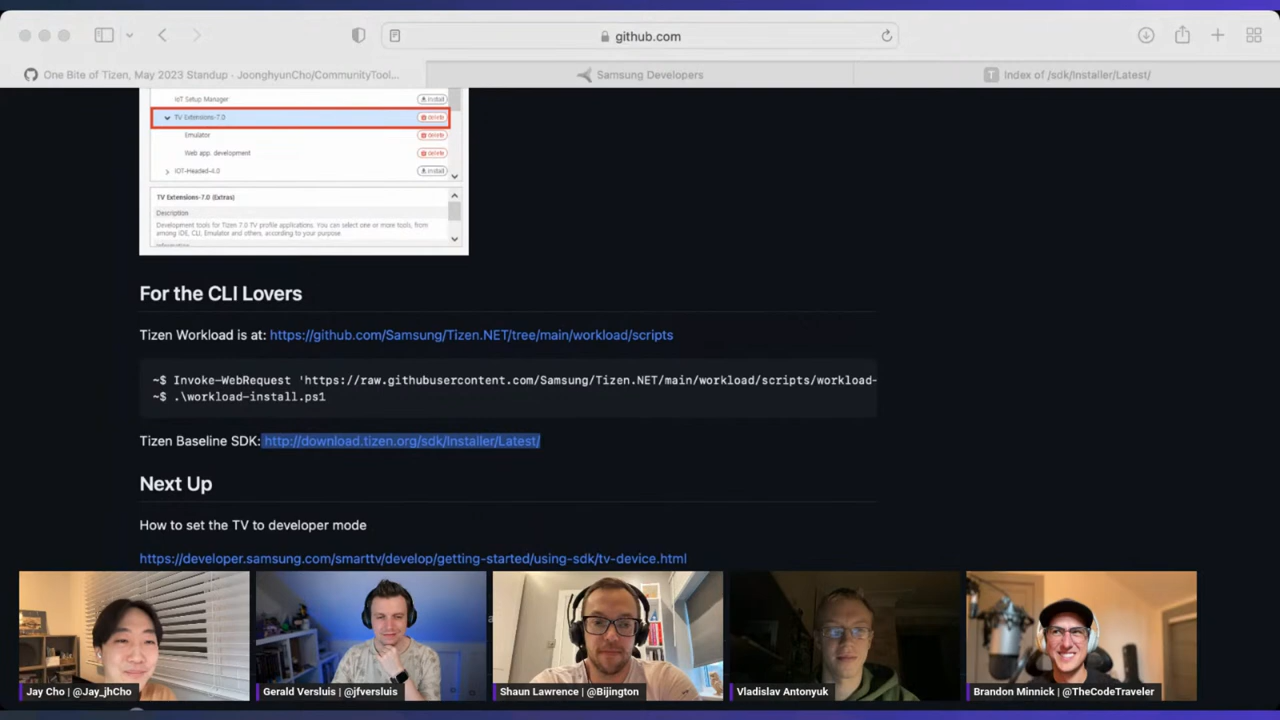 github.com
One Bite of Tizen, May 2023 Standup · JoonghyunCho/CommunityTool...
Samsung Developers
T Index of /sdk/Installer/Latest/
IoT Setup Manager install
TV Extensions-7.0 delete
Emulator delete
Web app. development delete
IOT-Headed-4.0 install
TV Extensions-7.0 (Extras)
Description
Development tools for Tizen 7.0 TV profile applications. You can select one or more tools, from
among IDE, CLI, Emulator and others, according to your purpose.
For the CLI Lovers
Tizen Workload is at: https://github.com/Samsung/Tizen.NET/tree/main/workload/scripts
~$ Invoke-WebRequest 'https://raw.githubusercontent.com/Samsung/Tizen.NET/main/workload/scripts/workload-
~$ .\workload-install.ps1
Tizen Baseline SDK: http://download.tizen.org/sdk/Installer/Latest/
Next Up
How to set the TV to developer mode
https://developer.samsung.com/smarttv/develop/getting-started/using-sdk/tv-device.html
Jay Cho | @Jay_jhCho
Gerald Versluis | @jfversluis
Shaun Lawrence | @Bijington
Vladislav Antonyuk
Brandon Minnick | @TheCodeTraveler